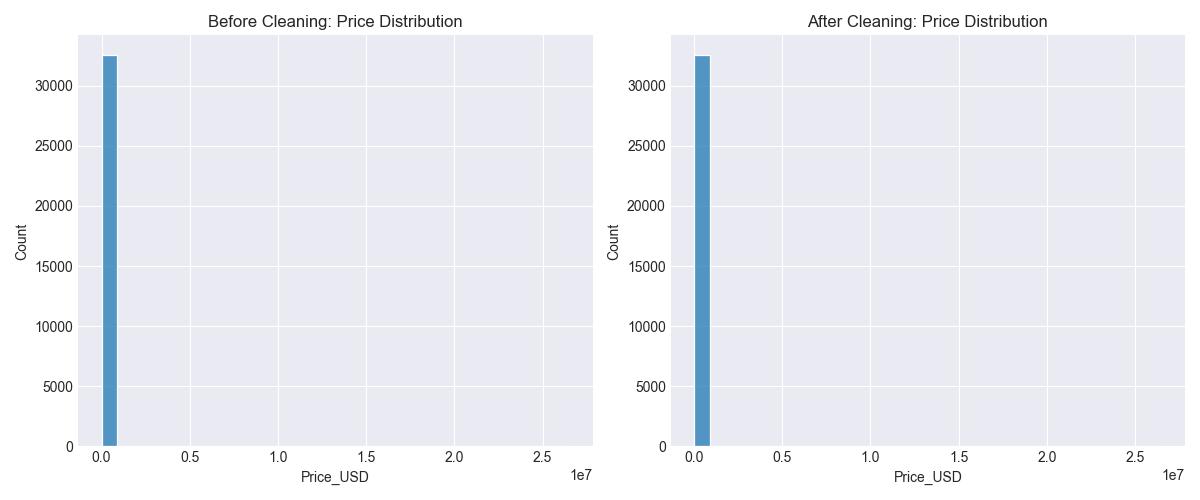 Before Cleaning: Price Distribution
30000
25000
20000
15000
10000
5000
0
Count
0.0 0.5 1.0 1.5 2.0 2.5
1e7
Price_USD
After Cleaning: Price Distribution
30000
25000
20000
15000
10000
5000
0
Count
0.0 0.5 1.0 1.5 2.0 2.5
1e7
Price_USD